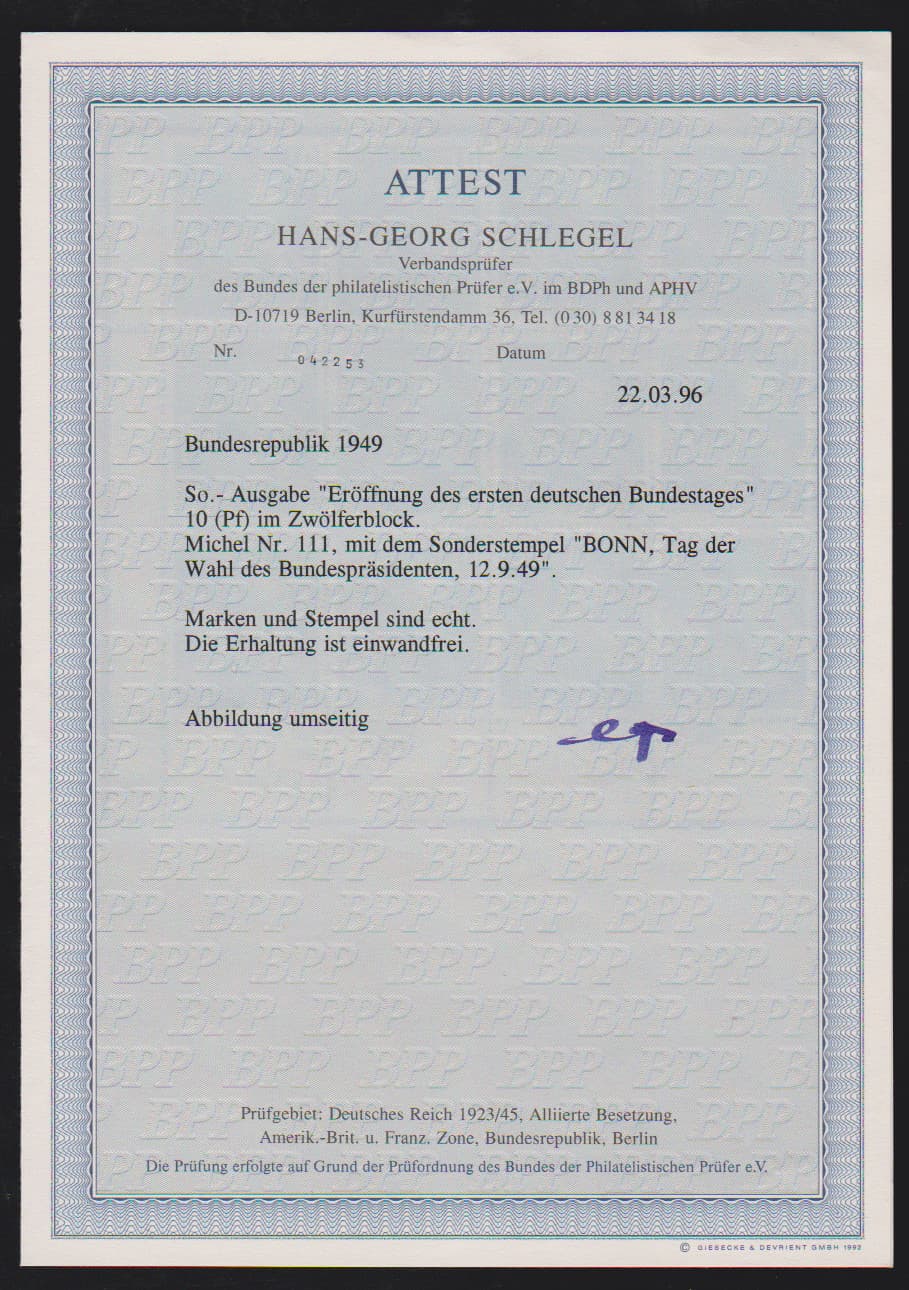 ATTEST
HANS-GEORG SCHLEGEL
Verbandsprüfer
des Bundes der philatelistischen Prüfer e.V. im BDPh und APHV
D-10719 Berlin, Kurfürstendamm 36, Tel. (0 30) 8 81 34 18
Nr. 042253 Datum
22.03.96
Bundesrepublik 1949
So.- Ausgabe "Eröffnung des ersten deutschen Bundestages"
10 (Pf) im Zwölferblock.
Michel Nr. 111, mit dem Sonderstempel "BONN, Tag der
Wahl des Bundespräsidenten, 12.9.49".
Marken und Stempel sind echt.
Die Erhaltung ist einwandfrei.
Abbildung umseitig
Prüfgebiet: Deutsches Reich 1923/45, Alliierte Besetzung,
Amerik.-Brit. u. Franz. Zone, Bundesrepublik, Berlin
Die Prüfung erfolgte auf Grund der Prüfordnung des Bundes der Philatelistischen Prüfer e.V.
© GIESECKE & DEVRIENT GMBH 1992